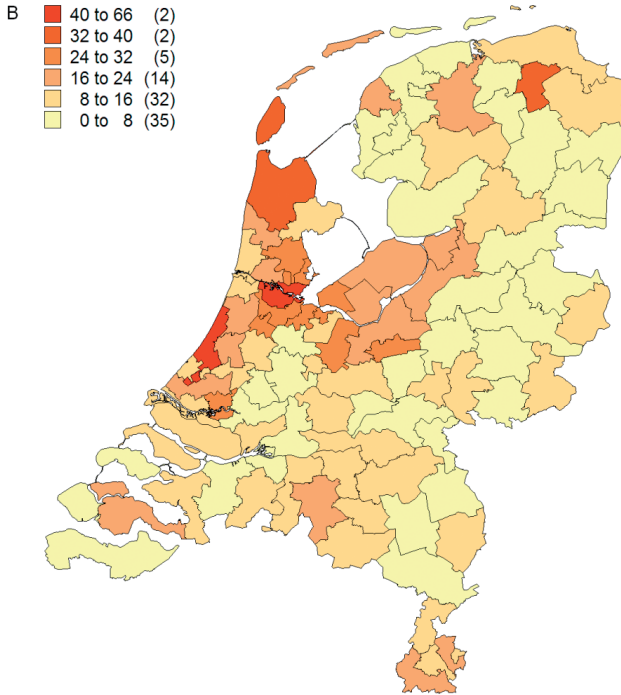 B
40 to 66 (2)
32 to 40 (2)
24 to 32 (5)
16 to 24 (14)
8 to 16 (32)
0 to 8 (35)